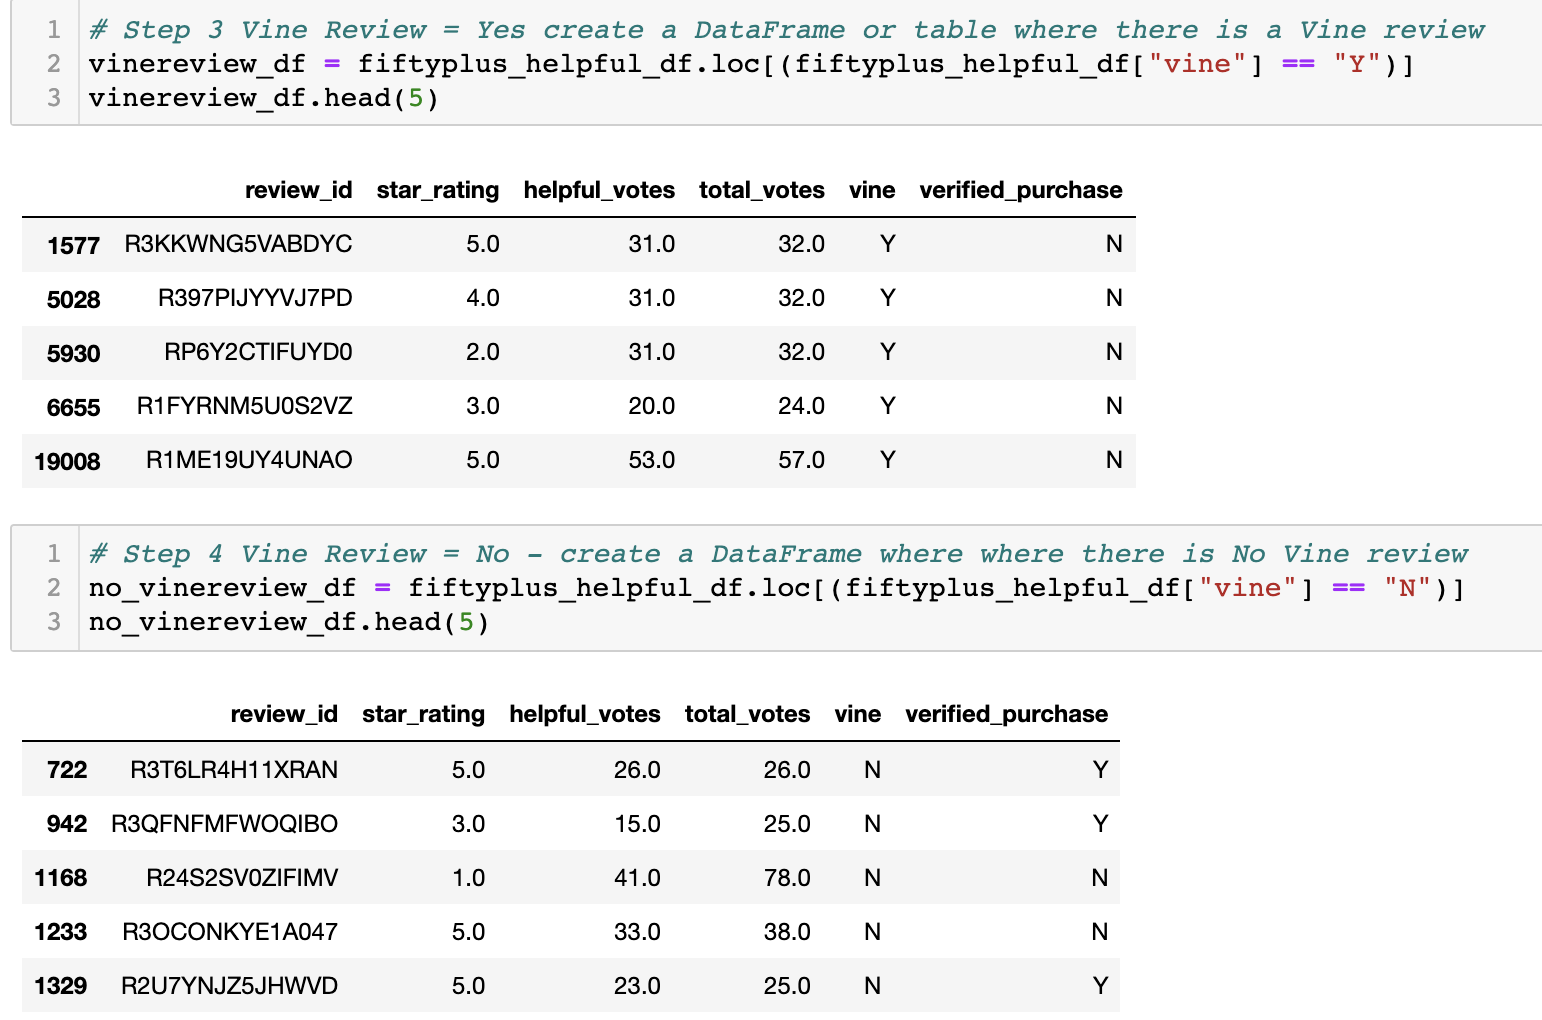 1 # Step 3 Vine Review = Yes create a DataFrame or table where there is a Vine review
2 vinereview_df = fiftyplus_helpful_df.loc[(fiftyplus_helpful_df["vine"] == "Y")]
3 vinereview_df.head(5)
review_id star_rating helpful_votes total_votes vine verified_purchase
1577 R3KKWNG5VABDYC 5.0 31.0 32.0 Y N
5028 R397PIJYYVJ7PD 4.0 31.0 32.0 Y N
5930 RP6Y2CTIFUYD0 2.0 31.0 32.0 Y N
6655 R1FYRNM5U0S2VZ 3.0 20.0 24.0 Y N
19008 R1ME19UY4UNAO 5.0 53.0 57.0 Y N
1 # Step 4 Vine Review = No - create a DataFrame where where there is No Vine review
2 no_vinereview_df = fiftyplus_helpful_df.loc[(fiftyplus_helpful_df["vine"] == "N")]
3 no_vinereview_df.head(5)
review_id star_rating helpful_votes total_votes vine verified_purchase
722 R3T6LR4H11XRAN 5.0 26.0 26.0 N Y
942 R3QFNFMFWOQIBO 3.0 15.0 25.0 N Y
1168 R24S2SV0ZIFIMV 1.0 41.0 78.0 N N
1233 R3OCONKYE1A047 5.0 33.0 38.0 N N
1329 R2U7YNJZ5JHWVD 5.0 23.0 25.0 N Y